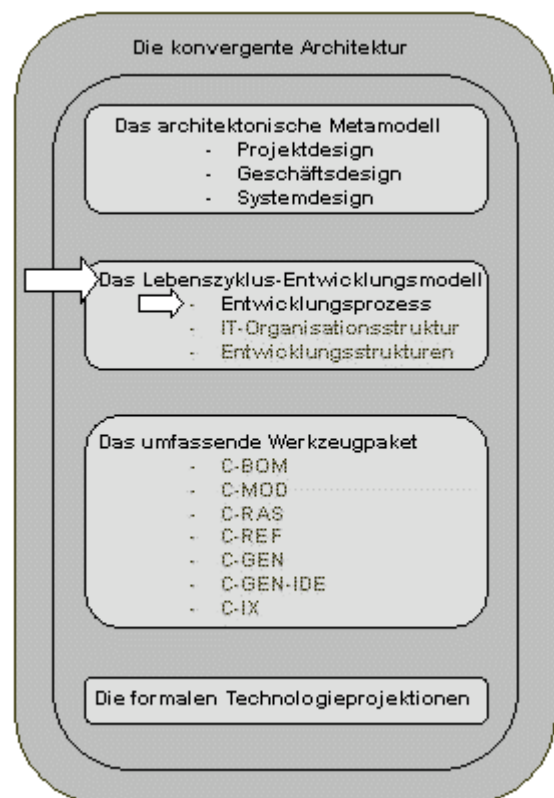 Die konvergente Architektur
Das architektonische Metamodell
- Projektdesign
- Geschäftsdesign
- Systemdesign
Das Lebenszyklus-Entwicklungsmodell
- Entwicklungsprozess
- IT-Organisationsstruktur
- Entwicklungsstrukturen
Das umfassende Werkzeugpaket
- C-BOM
- C-MOD
- C-RAS
- C-REF
- C-GEN
- C-GEN-IDE
- C-IX
Die formalen Technologieprojektionen